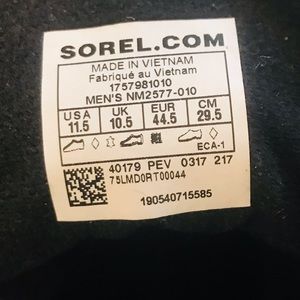 SOREL.COM
MADE IN VIETNAM
Fabriqué au Vietnam
1757981010
MEN'S NM2577-010
USA UK EUR CM
11.5 10.5 44.5 29.5
ECA-1
40179 PEV 0317 217
75LMD0RT00044
190540715585